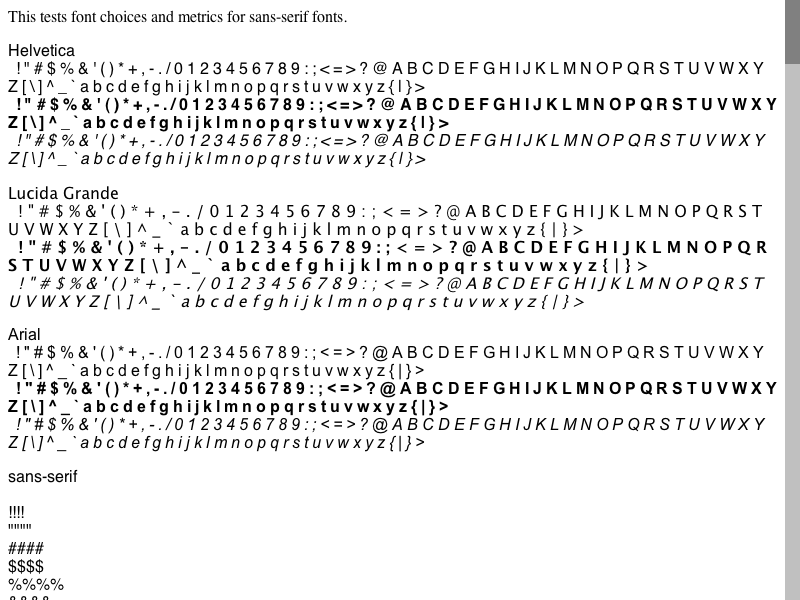 This tests font choices and metrics for sans-serif fonts.
Helvetica
! " # $ % & ' ( ) * + , - . / 0 1 2 3 4 5 6 7 8 9 : ; < = > ? @ A B C D E F G H I J K L M N O P Q R S T U V W X Y
Z [ \ ] ^ _ ` a b c d e f g h i j k l m n o p q r s t u v w x y z { | } >
! " # $ % & ' ( ) * + , - . / 0 1 2 3 4 5 6 7 8 9 : ; < = > ? @ A B C D E F G H I J K L M N O P Q R S T U V W X Y
Z [ \ ] ^ _ ` a b c d e f g h i j k l m n o p q r s t u v w x y z { | } >
! " # $ % & ' ( ) * + , - . / 0 1 2 3 4 5 6 7 8 9 : ; < = > ? @ A B C D E F G H I J K L M N O P Q R S T U V W X Y
Z [ \ ] ^ _ ` a b c d e f g h i j k l m n o p q r s t u v w x y z { | } >
Lucida Grande
! " # $ % & ' ( ) * + , - . / 0 1 2 3 4 5 6 7 8 9 : ; < = > ? @ A B C D E F G H I J K L M N O P Q R S T
U V W X Y Z [ \ ] ^ _ ` a b c d e f g h i j k l m n o p q r s t u v w x y z { | } >
! " # $ % & ' ( ) * + , - . / 0 1 2 3 4 5 6 7 8 9 : ; < = > ? @ A B C D E F G H I J K L M N O P Q R
S T U V W X Y Z [ \ ] ^ _ ` a b c d e f g h i j k l m n o p q r s t u v w x y z { | } >
! " # $ % & ' ( ) * + , - . / 0 1 2 3 4 5 6 7 8 9 : ; < = > ? @ A B C D E F G H I J K L M N O P Q R S T
U V W X Y Z [ \ ] ^ _ ` a b c d e f g h i j k l m n o p q r s t u v w x y z { | } >
Arial
! " # $ % & ' ( ) * + , - . / 0 1 2 3 4 5 6 7 8 9 : ; < = > ? @ A B C D E F G H I J K L M N O P Q R S T U V W X Y
Z [ \ ] ^ _ ` a b c d e f g h i j k l m n o p q r s t u v w x y z { | } >
! " # $ % & ' ( ) * + , - . / 0 1 2 3 4 5 6 7 8 9 : ; < = > ? @ A B C D E F G H I J K L M N O P Q R S T U V W X Y
Z [ \ ] ^ _ ` a b c d e f g h i j k l m n o p q r s t u v w x y z { | } >
! " # $ % & ' ( ) * + , - . / 0 1 2 3 4 5 6 7 8 9 : ; < = > ? @ A B C D E F G H I J K L M N O P Q R S T U V W X Y
Z [ \ ] ^ _ ` a b c d e f g h i j k l m n o p q r s t u v w x y z { | } >
sans-serif
!!!!
""""
####
$$$$
%%%%